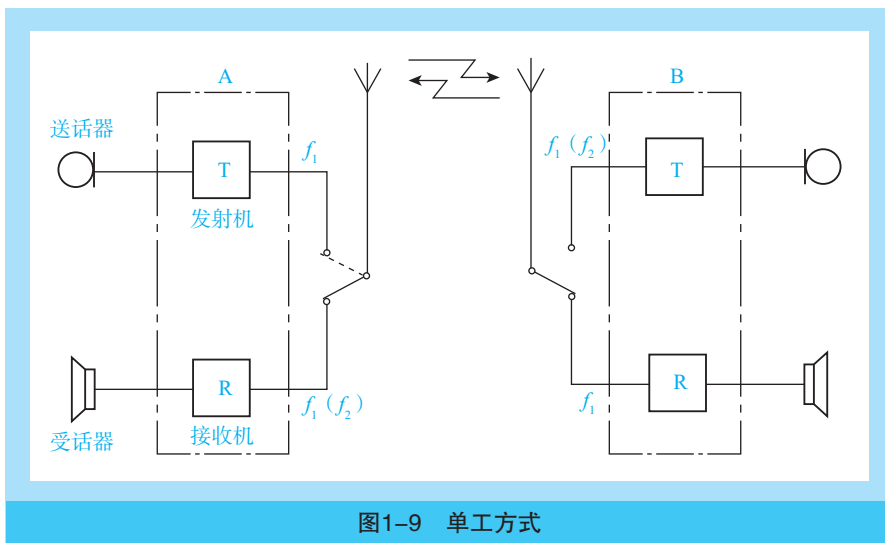 A
B
送话器
T
f₁
f₁（f₂）
T
发射机
R
f₁（f₂）
f₁
R
受话器
接收机
图1-9 单工方式